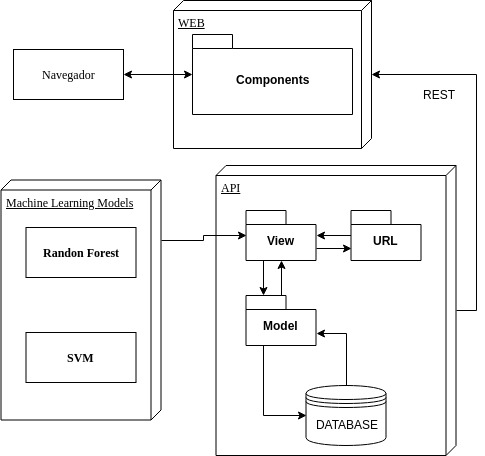 WEB
Navegador
Components
REST
API
Machine Learning Models
View
URL
Randon Forest
Model
SVM
DATABASE